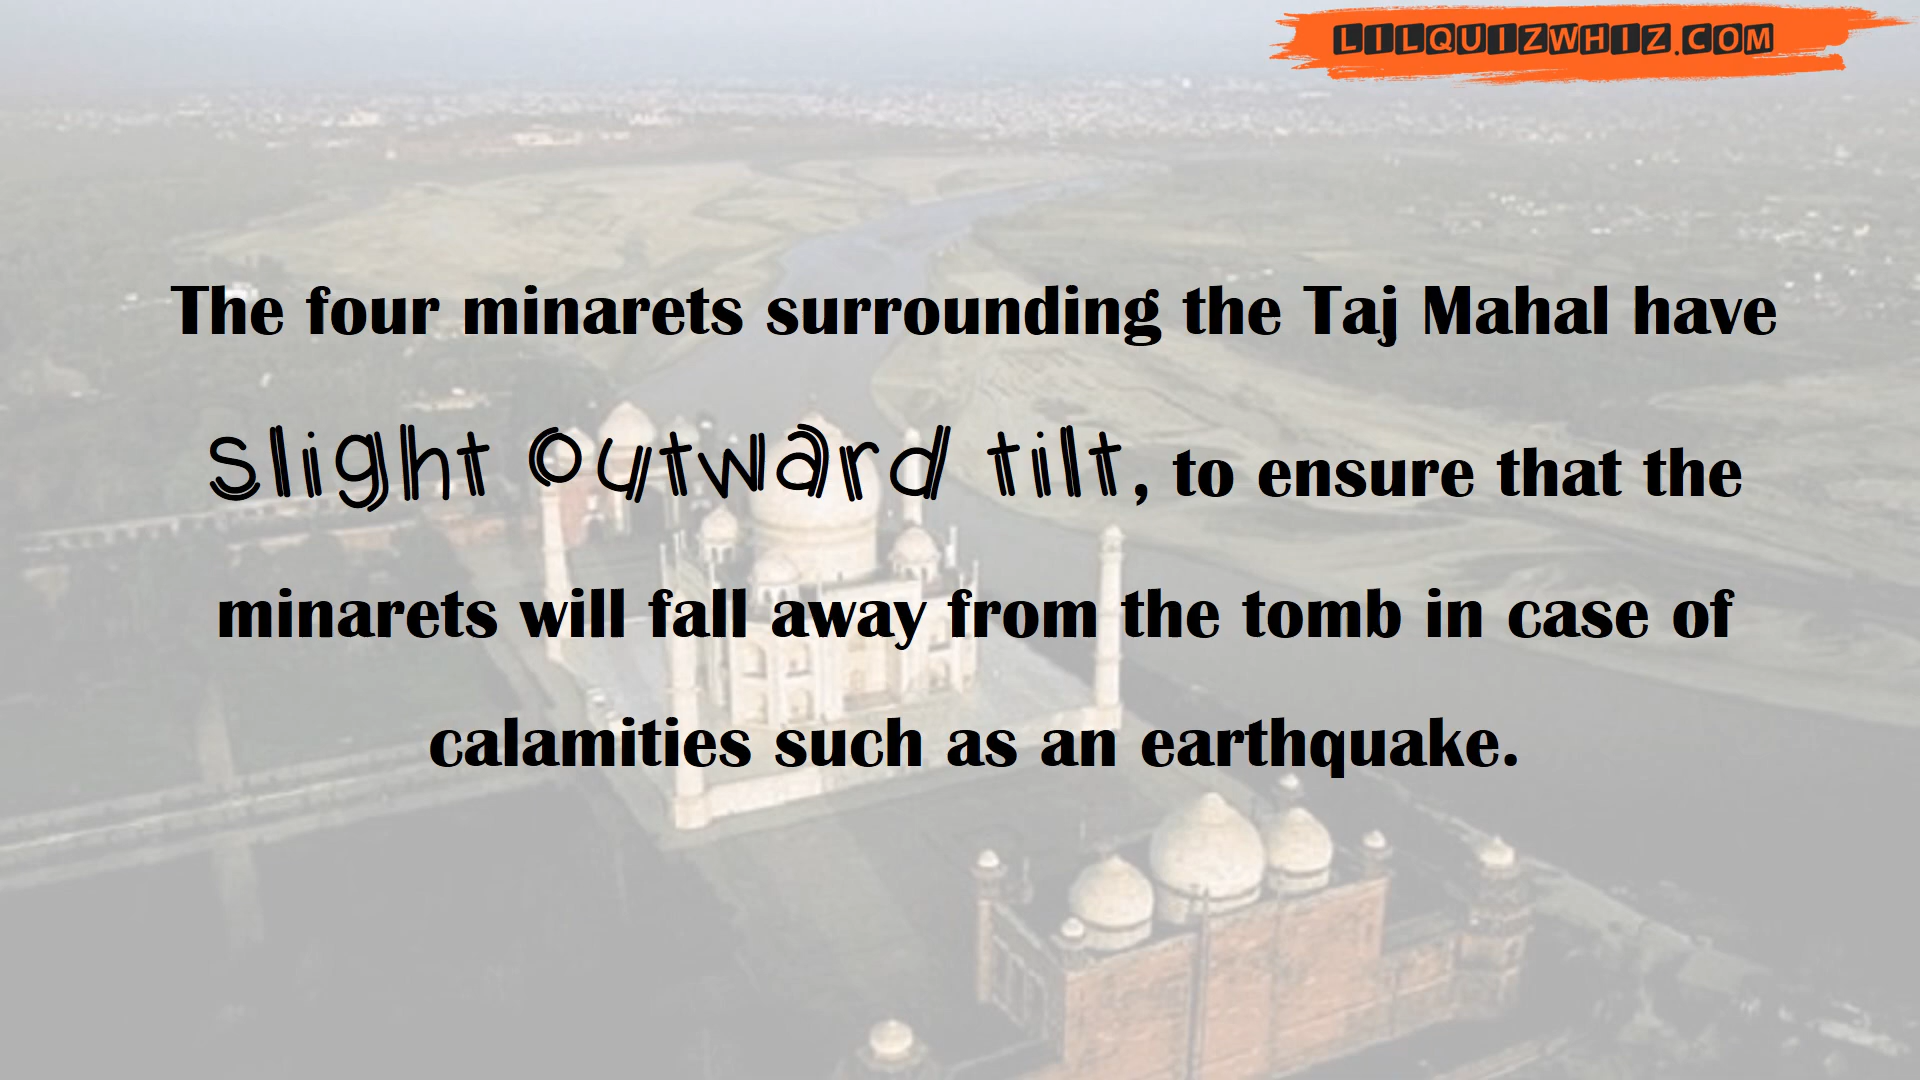 LILQUIZWHIZ.COM
The four minarets surrounding the Taj Mahal have
slight outward tilt, to ensure that the
minarets will fall away from the tomb in case of
calamities such as an earthquake.